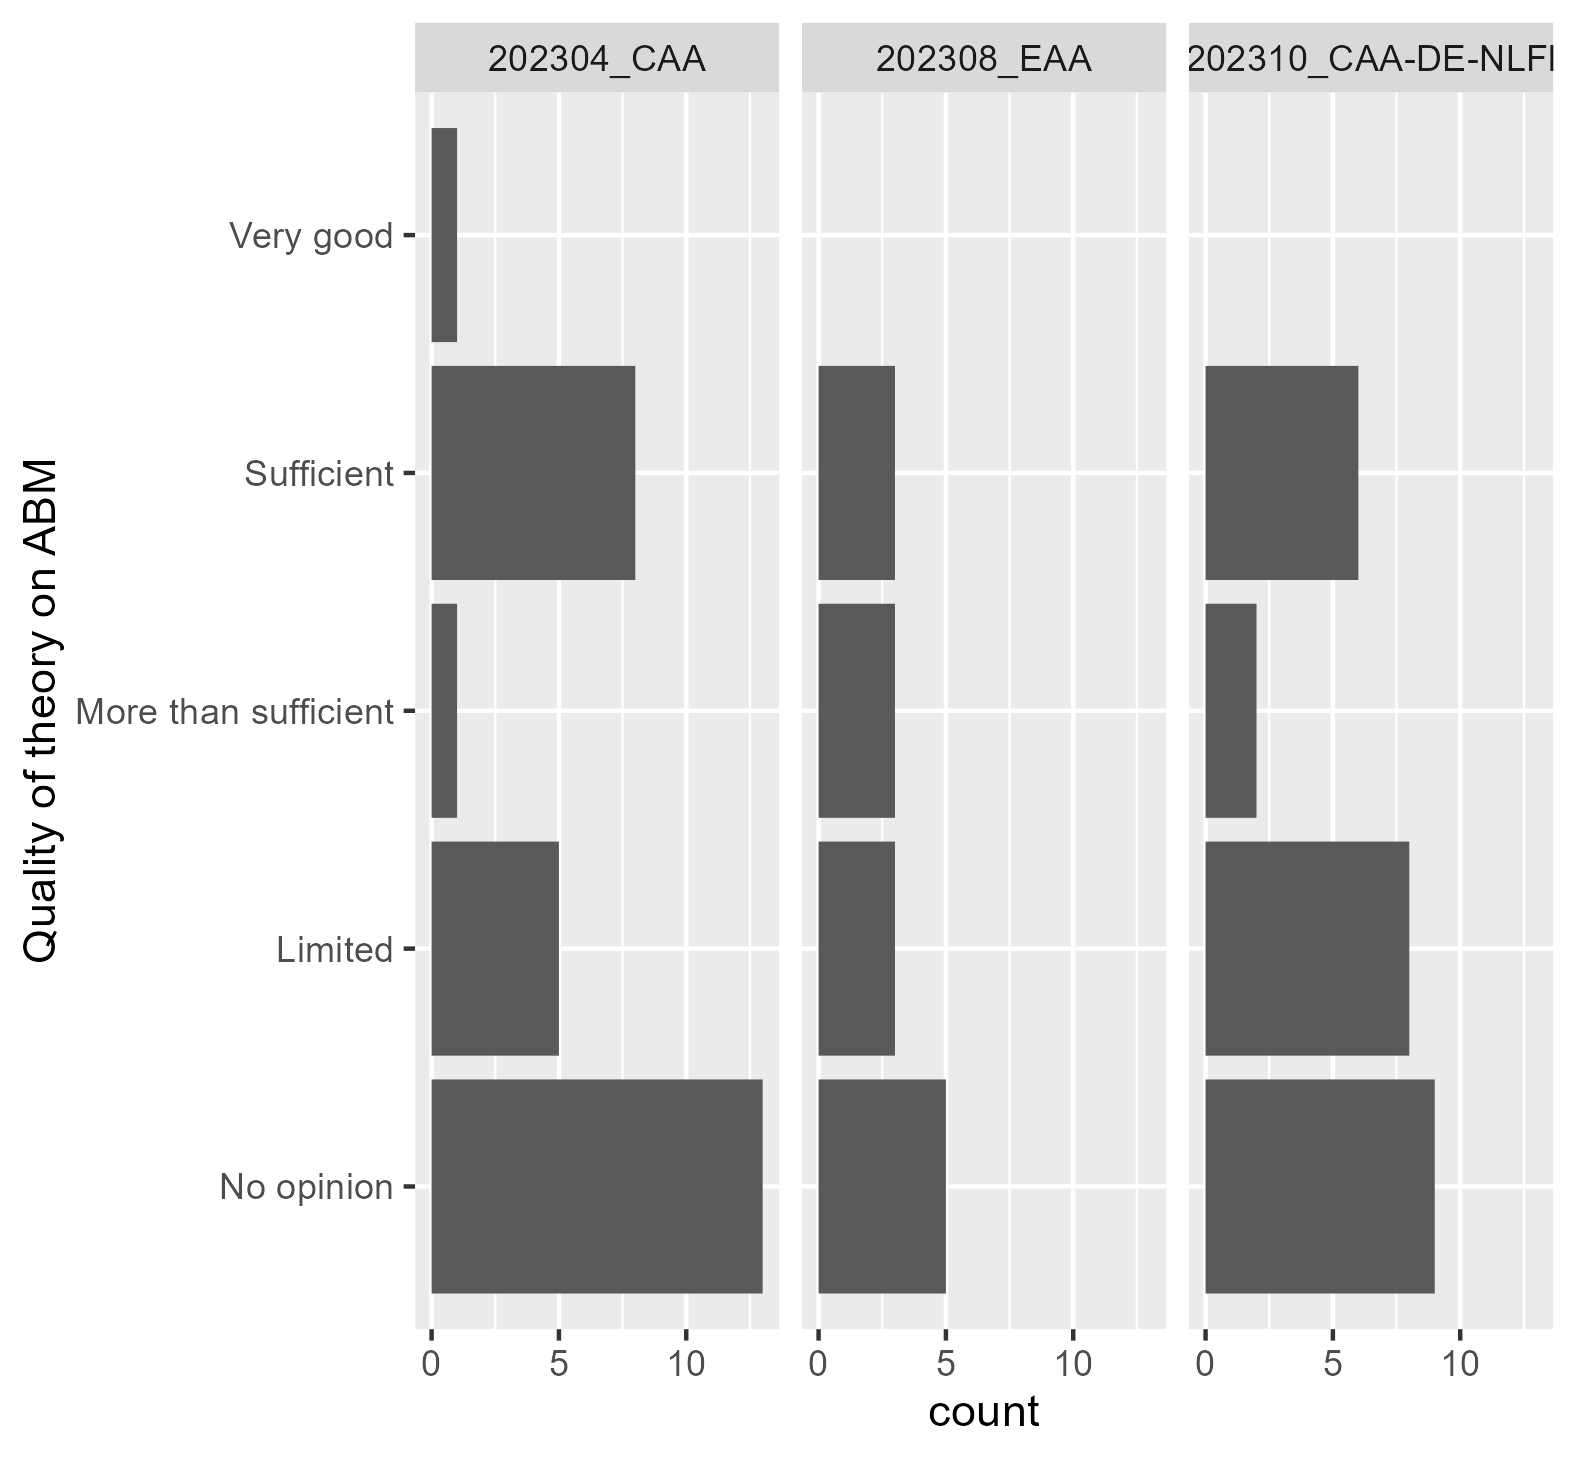 202304_CAA
202308_EAA
202310_CAA-DE-NLF
Very good
Sufficient
More than sufficient
Limited
No opinion
Quality of theory on ABM
0 5 10
0 5 10
0 5 10
count